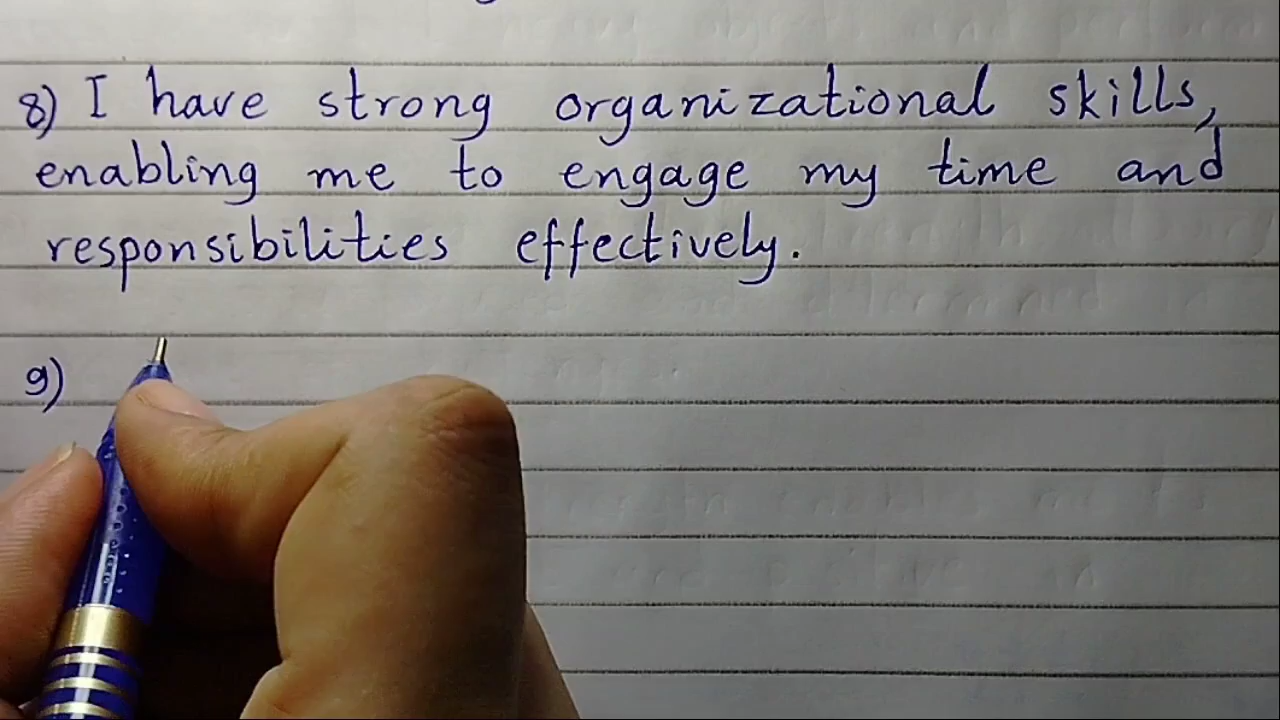 8) I have strong organizational skills,
enabling me to engage my time and
responsibilities effectively.
9)